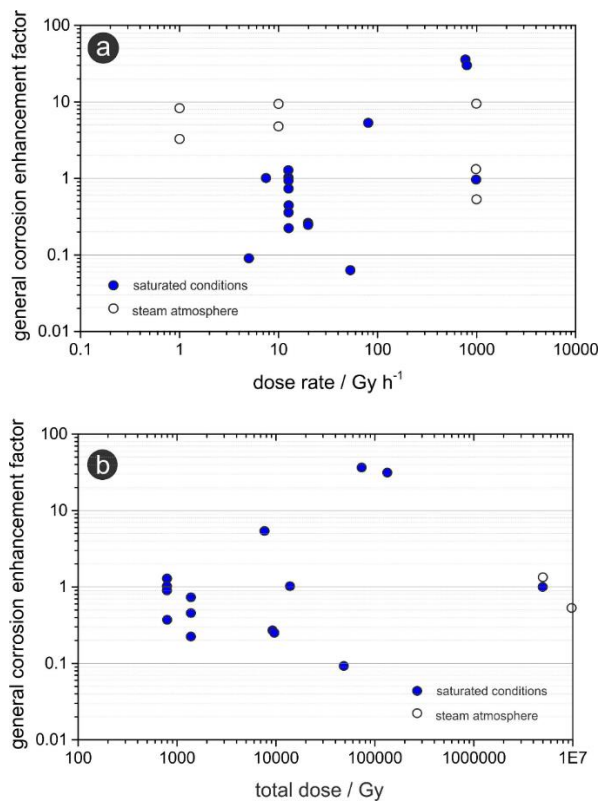 a
general corrosion enhancement factor
100
10
1
0.1
0.01
saturated conditions
steam atmosphere
0.1 1 10 100 1000 10000
dose rate / Gy h⁻¹
b
general corrosion enhancement factor
100
10
1
0.1
0.01
saturated conditions
steam atmosphere
100 1000 10000 100000 1000000 1E7
total dose / Gy